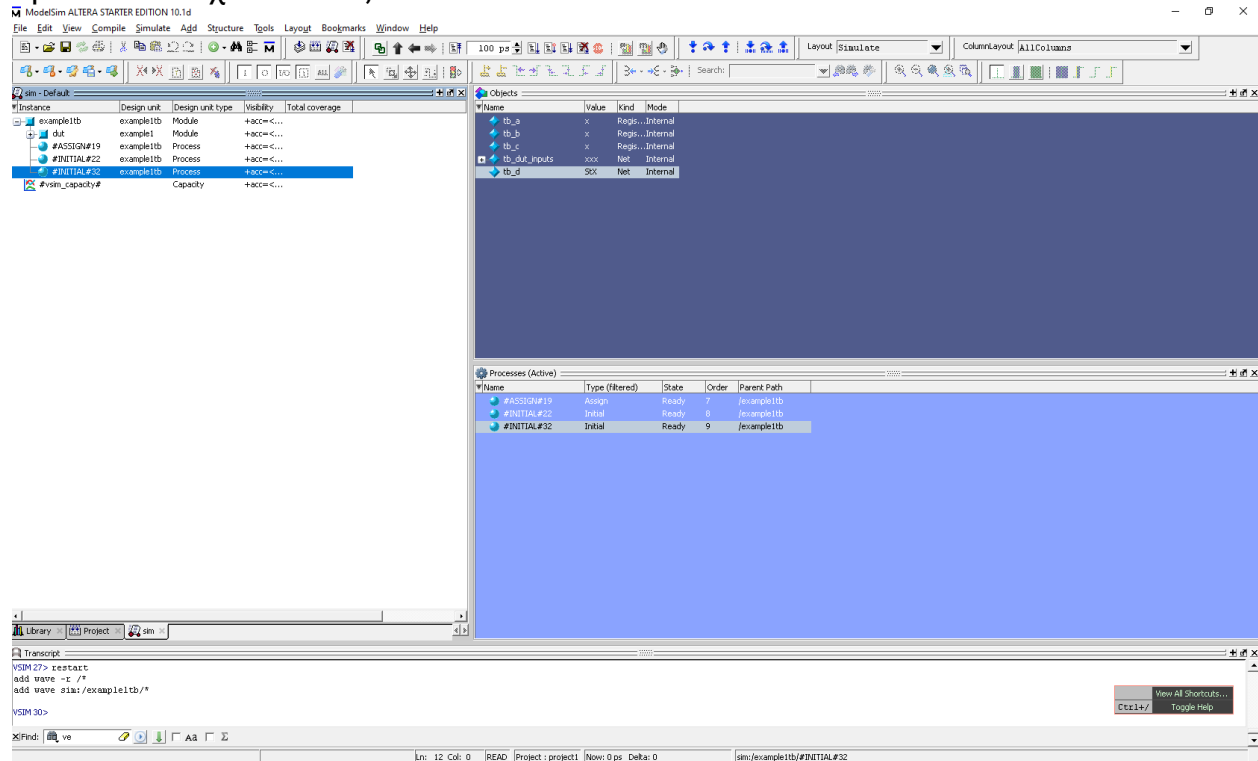 ModelSim ALTERA STARTER EDITION 10.1d
File Edit View Compile Simulate Add Structure Tools Layout Bookmarks Window Help
100 ps Layout Simulate ColumnLayout AllColumns
Search:
sim - Default
Instance Design unit Design unit type Visibility Total coverage
example1tb example1tb Module +acc=<...
dut example1 Module +acc=<...
#ASSIGN#19 example1tb Process +acc=<...
#INITIAL#22 example1tb Process +acc=<...
#INITIAL#32 example1tb Process +acc=<...
#vsim_capacity# Capacity +acc=<...
Objects
Name Value Kind Mode
tb_a x Regis... Internal
tb_b x Regis... Internal
tb_c x Regis... Internal
tb_dut_inputs xxx Net Internal
tb_d StX Net Internal
Processes (Active)
Name Type (filtered) State Order Parent Path
#ASSIGN#19 Assign Ready 7 /example1tb
#INITIAL#22 Initial Ready 8 /example1tb
#INITIAL#32 Initial Ready 9 /example1tb
Library Project sim
Transcript
VSIM 27> restart
add wave -r /*
add wave sim:/example1tb/*
VSIM 30>
View All Shortcuts...
Ctrl+/ Toggle Help
Find: ve
Ln: 12 Col: 0 READ Project : project1 Now: 0 ps Delta: 0 sim:/example1tb/#INITIAL#32